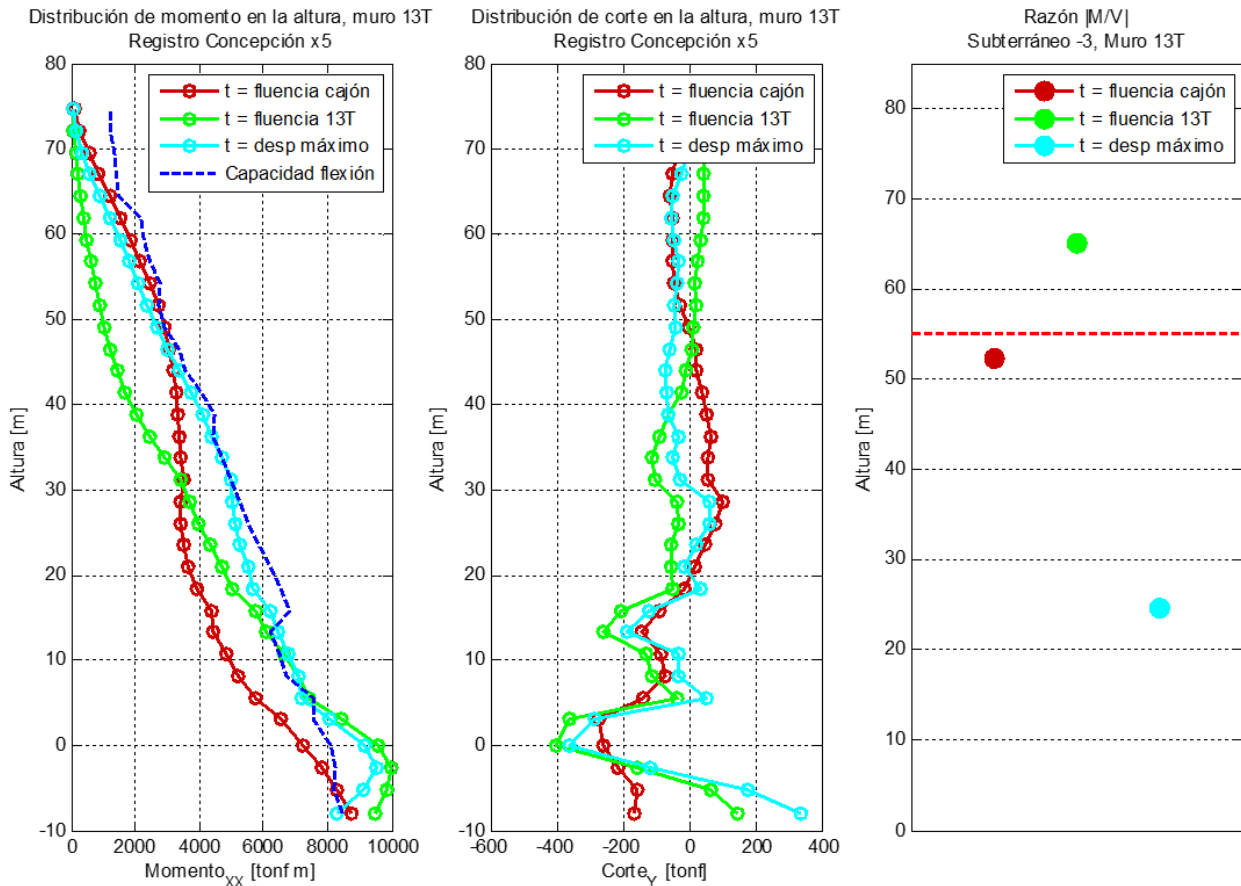 Distribución de momento en la altura, muro 13T
Registro Concepción x5
80
70
60
50
40
30
20
10
0
-10
Altura [m]
t = fluencia cajón
t = fluencia 13T
t = desp máximo
Capacidad flexión
0
2000
4000
6000
8000
10000
Momento_XX [tonf m]
Distribución de corte en la altura, muro 13T
Registro Concepción x5
80
70
60
50
40
30
20
10
0
-10
Altura [m]
t = fluencia cajón
t = fluencia 13T
t = desp máximo
-600
-400
-200
0
200
400
Corte_Y [tonf]
Razón |M/V|
Subterráneo -3, Muro 13T
80
70
60
50
40
30
20
10
0
Altura [m]
t = fluencia cajón
t = fluencia 13T
t = desp máximo